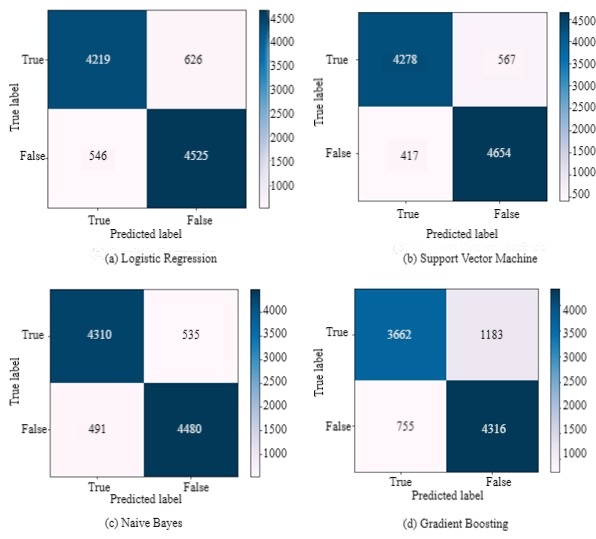 True
4219
626
True label
False
546
4525
True
False
Predicted label
4500
4000
3500
3000
2500
2000
1500
1000
(a) Logistic Regression
True
4278
567
True label
False
417
4654
True
False
Predicted label
4500
4000
3500
3000
2500
2000
1500
1000
500
(b) Support Vector Machine
True
4310
535
True label
False
491
4480
True
False
Predicted label
4000
3500
3000
2500
2000
1500
1000
(c) Naive Bayes
True
3662
1183
True label
False
755
4316
True
False
Predicted label
4000
3500
3000
2500
2000
1500
1000
(d) Gradient Boosting